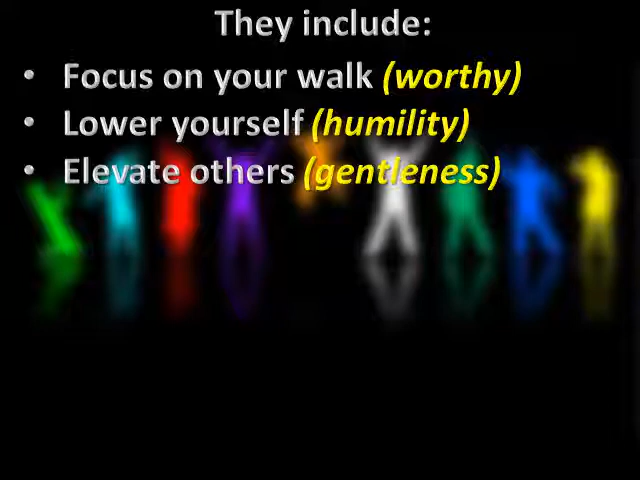 They include:
• Focus on your walk (worthy)
• Lower yourself (humility)
• Elevate others (gentleness)